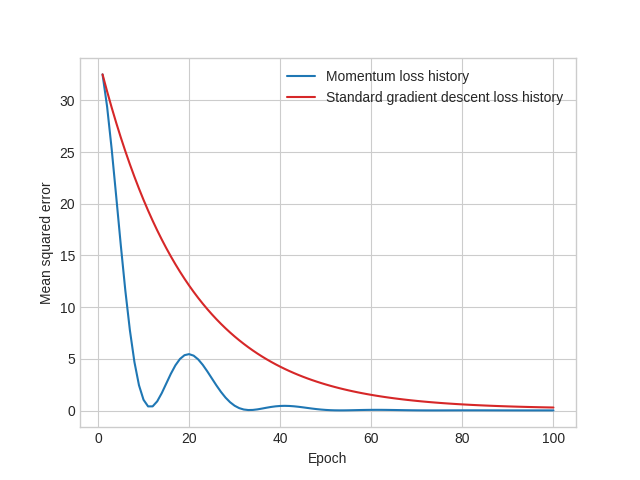 Momentum loss history
Standard gradient descent loss history
30
25
20
15
10
5
0
Mean squared error
0 20 40 60 80 100
Epoch